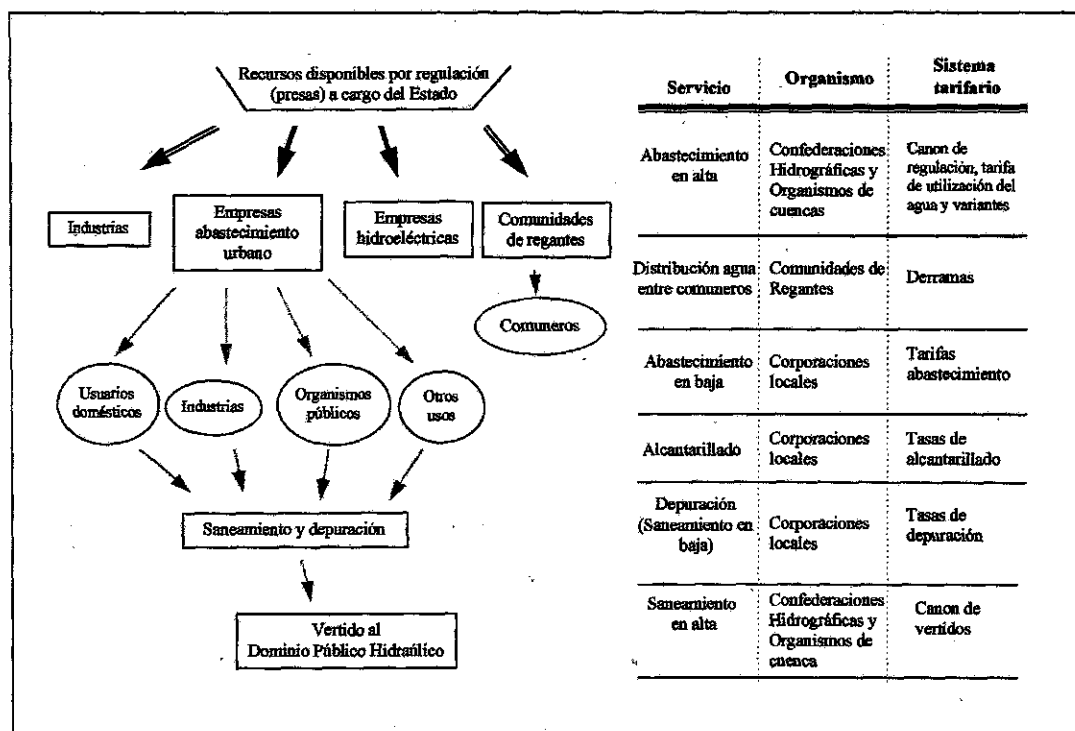 Recursos disponibles por regulación
(presas) a cargo del Estado
Industrias
Empresas
abastecimiento
urbano
Empresas
hidroeléctricas
Comunidades
de regantes
Comuneros
Usuarios
domésticos
Industrias
Organismos
públicos
Otros
usos
Saneamiento y depuración
Vertido al
Dominio Público Hidraúlico
Servicio
Organismo
Sistema
tarifario
Abastecimiento
en alta
Confederaciones
Hidrográficas y
Organismos de
cuencas
Canon de
regulación, tarifa
de utilización del
agua y variantes
Distribución agua
entre comuneros
Comunidades de
Regantes
Derramas
Abastecimiento
en baja
Corporaciones
locales
Tarifas
abastecimiento
Alcantarillado
Corporaciones
locales
Tasas de
alcantarillado
Depuración
(Saneamiento en
baja)
Corporaciones
locales
Tasas de
depuración
Saneamiento
en alta
Confederaciones
Hidrográficas y
Organismos de
cuenca
Canon de
vertidos